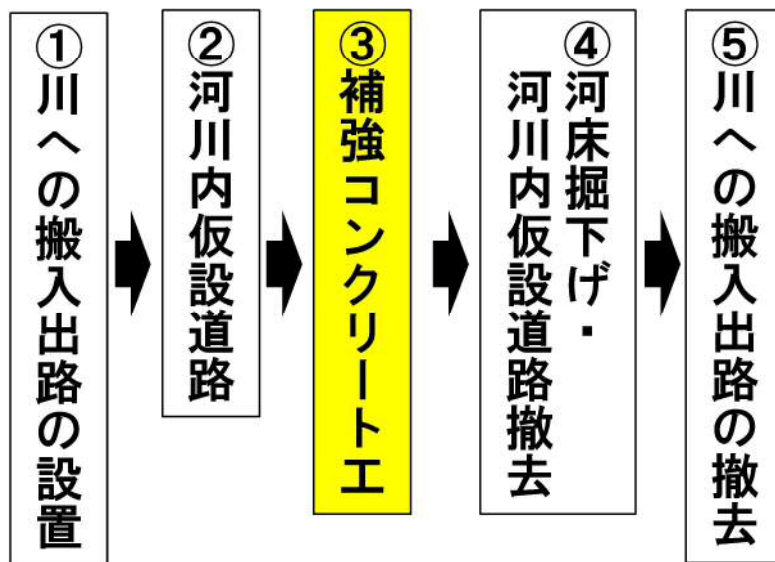 ①川への搬入出路の設置
②河川内仮設道路
③補強コンクリート工
④河床掘下げ・
河川内仮設道路撤去
⑤川への搬入出路の撤去